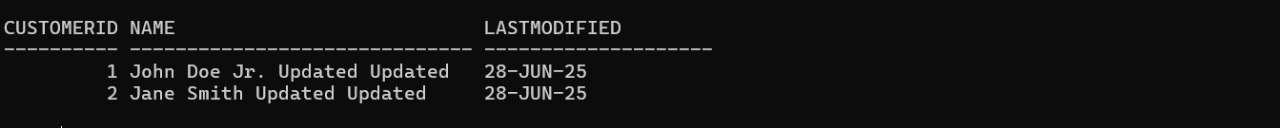 CUSTOMERID NAME                           LASTMODIFIED
---------- ------------------------------ --------------------
         1 John Doe Jr. Updated Updated   28-JUN-25
         2 Jane Smith Updated Updated     28-JUN-25